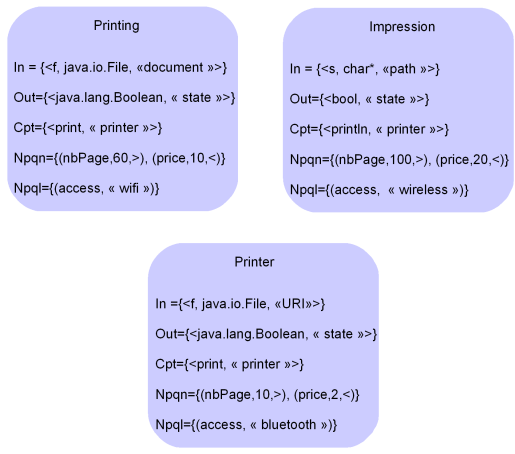 Printing
In = {<f, java.io.File, «document »>}
Out={<java.lang.Boolean, « state »>}
Cpt={<print, « printer »>}
Npqn={(nbPage,60,>), (price,10,<)}
Npql={(access, « wifi »)}
Impression
In = {<s, char*, «path »>}
Out={<bool, « state »>}
Cpt={<println, « printer »>}
Npqn={(nbPage,100,>), (price,20,<)}
Npql={(access,  « wireless »)}
Printer
In ={<f, java.io.File, «URI»>}
Out={<java.lang.Boolean, « state »>}
Cpt={<print, « printer »>}
Npqn={(nbPage,10,>), (price,2,<)}
Npql={(access, « bluetooth »)}